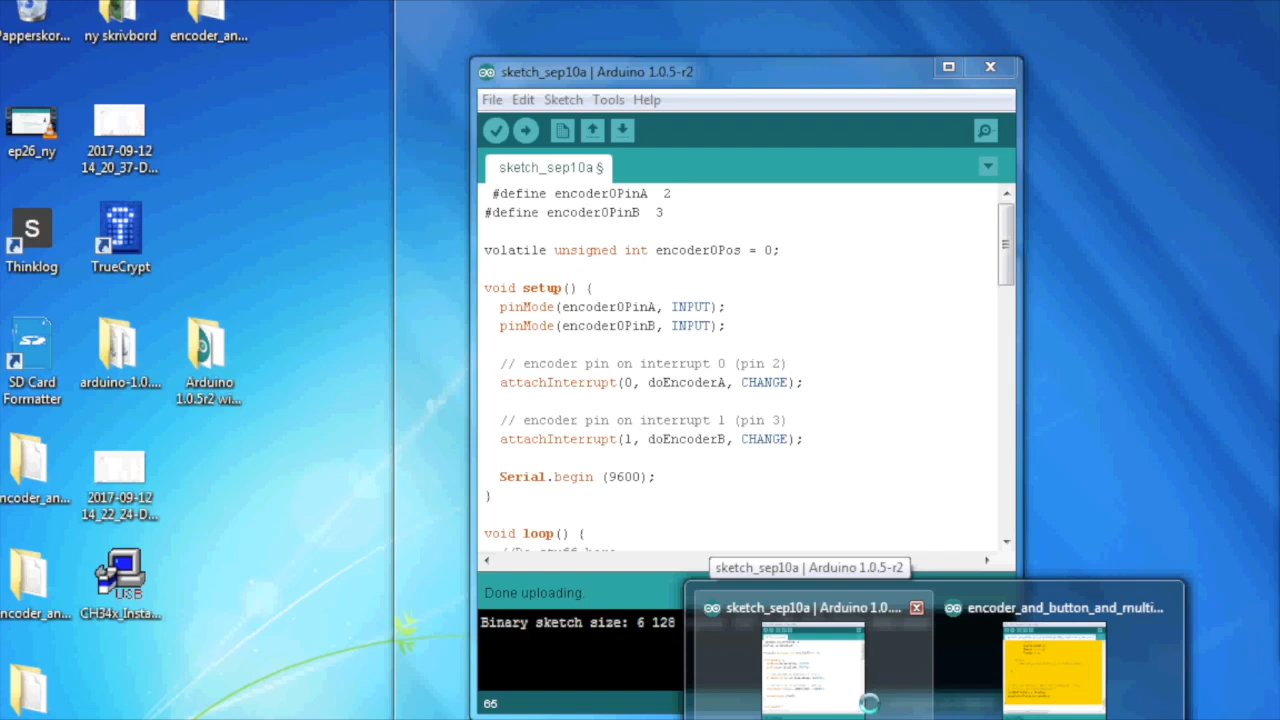 Papperskor...
ny skrivbord
encoder_an...
ep26_ny
2017-09-12
14_20_37-D...
S
Thinklog
TrueCrypt
SD Card
Formatter
arduino-1.0....
Arduino
1.0.5r2 wi...
encoder_an...
2017-09-12
14_22_24-D...
encoder_an...
USB
CH34x_Insta...
sketch_sep10a | Arduino 1.0.5-r2
File Edit Sketch Tools Help
sketch_sep10a §
#define encoder0PinA 2
#define encoder0PinB 3
volatile unsigned int encoder0Pos = 0;
void setup() {
pinMode(encoder0PinA, INPUT);
pinMode(encoder0PinB, INPUT);
// encoder pin on interrupt 0 (pin 2)
attachInterrupt(0, doEncoderA, CHANGE);
// encoder pin on interrupt 1 (pin 3)
attachInterrupt(1, doEncoderB, CHANGE);
Serial.begin (9600);
}
void loop() {
sketch_sep10a | Arduino 1.0.5-r2
Done uploading.
Binary sketch size: 6 128
65
sketch_sep10a | Arduino 1.0....
encoder_and_button_and_multi...